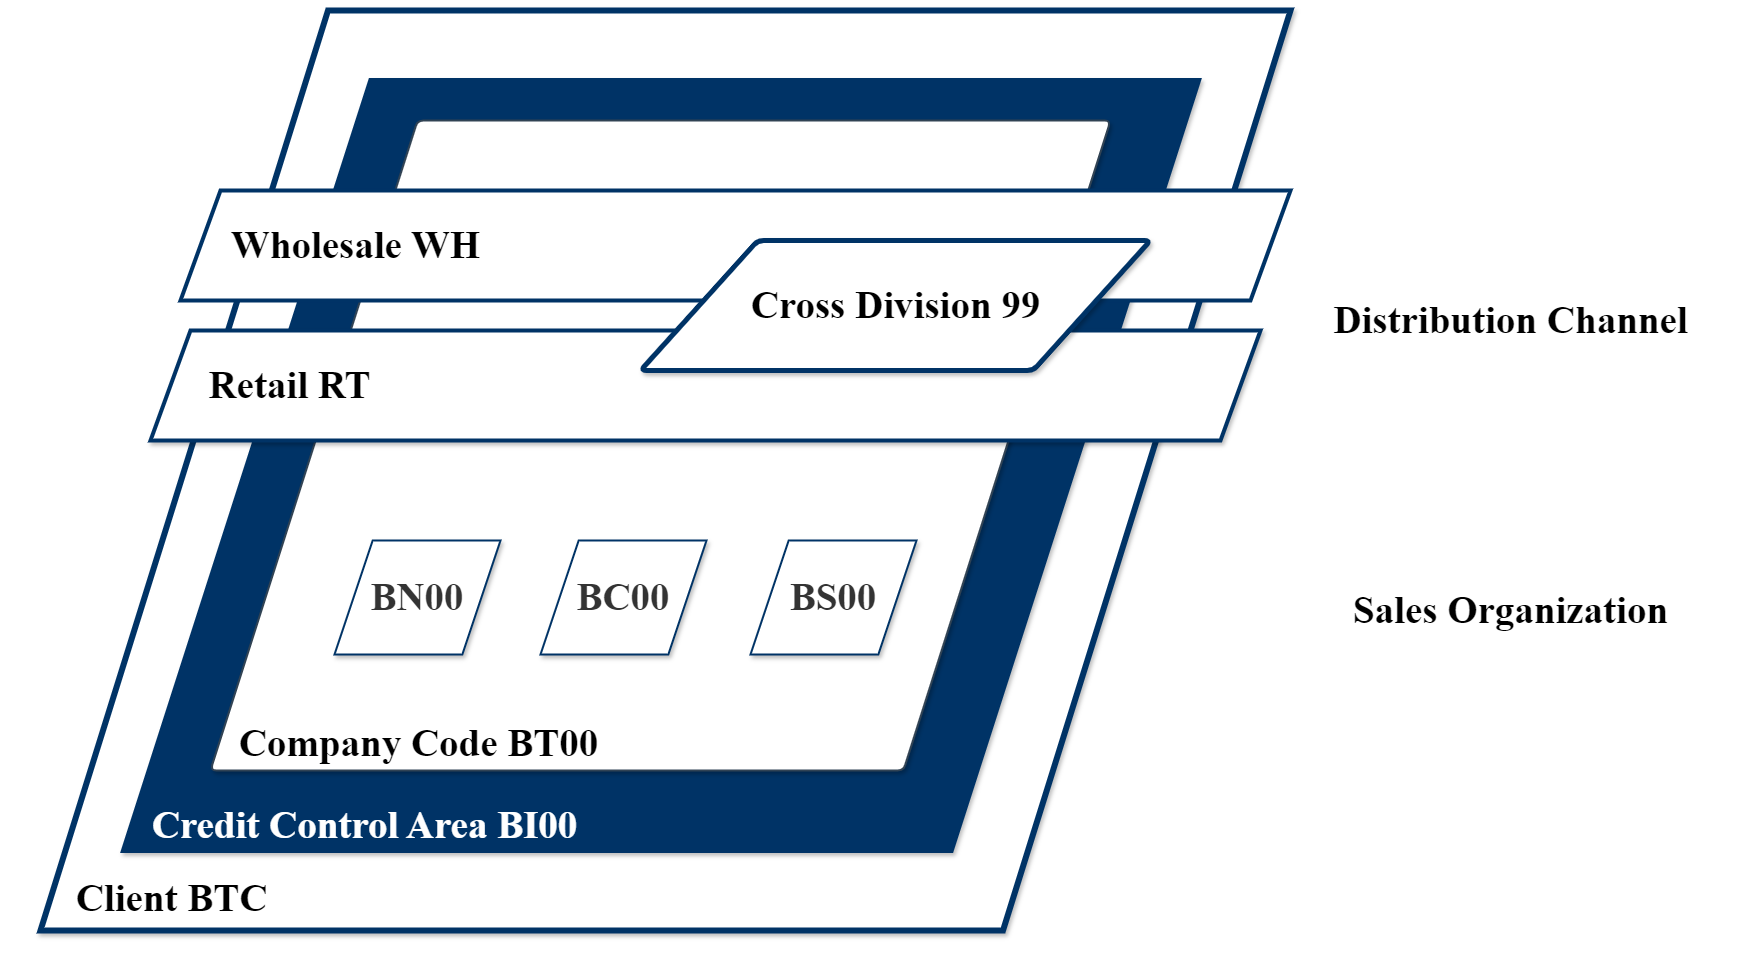 Wholesale WH
Cross Division 99
Distribution Channel
Retail RT
BN00
BC00
BS00
Sales Organization
Company Code BT00
Credit Control Area BI00
Client BTC